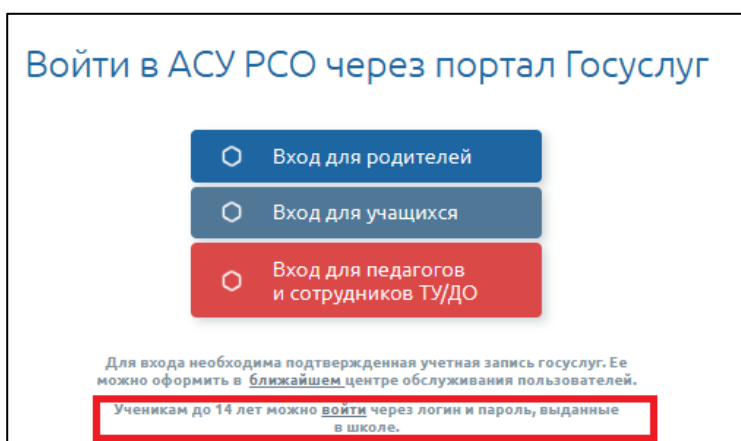 Войти в АСУ РСО через портал Госуслуг
Вход для родителей
Вход для учащихся
Вход для педагогов
и сотрудников ТУ/ДО
Для входа необходима подтвержденная учетная запись госуслуг. Ее
можно оформить в ближайшем центре обслуживания пользователей.
Ученикам до 14 лет можно войти через логин и пароль, выданные
в школе.